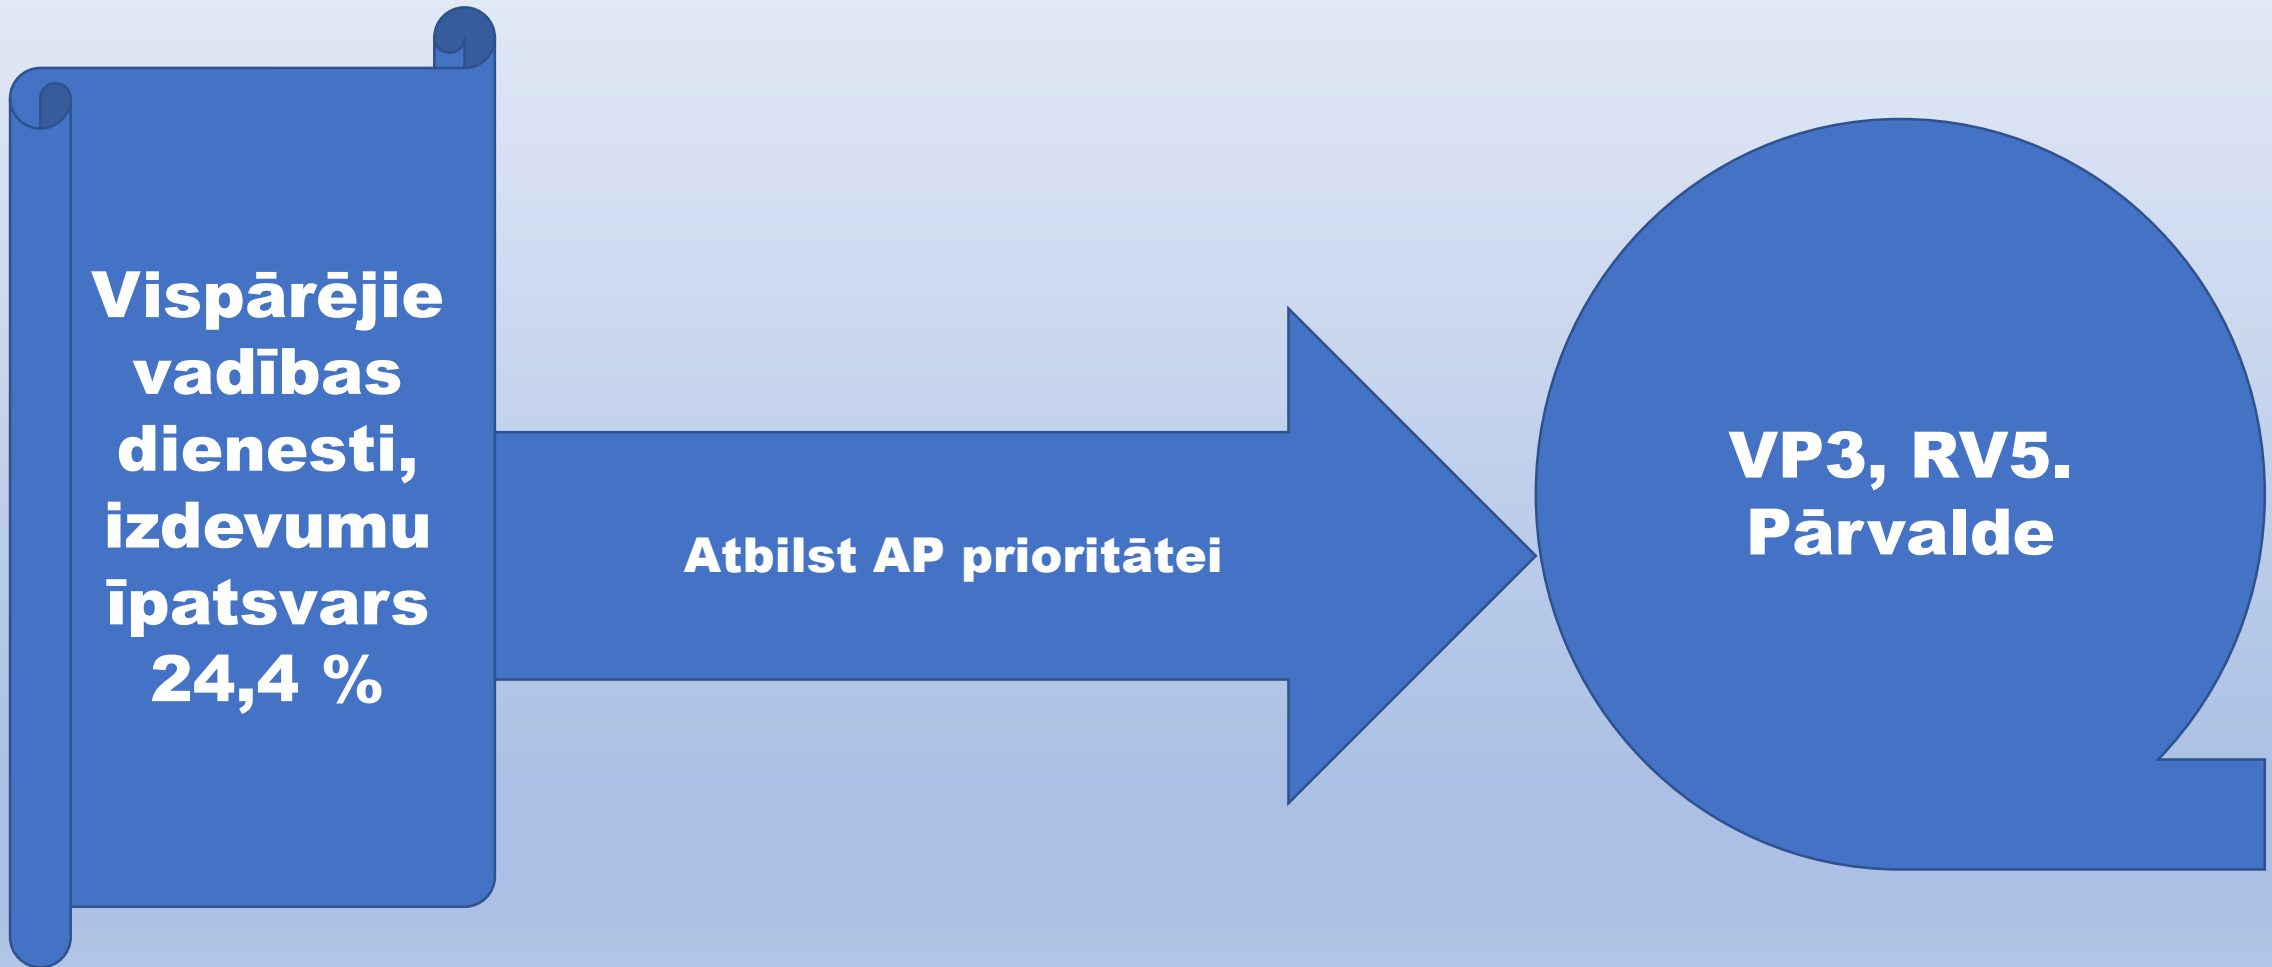 Vispārējie
vadības
dienesti,
izdevumu
īpatsvars
24,4 %
Atbilst AP prioritātei
VP3, RV5.
Pārvalde